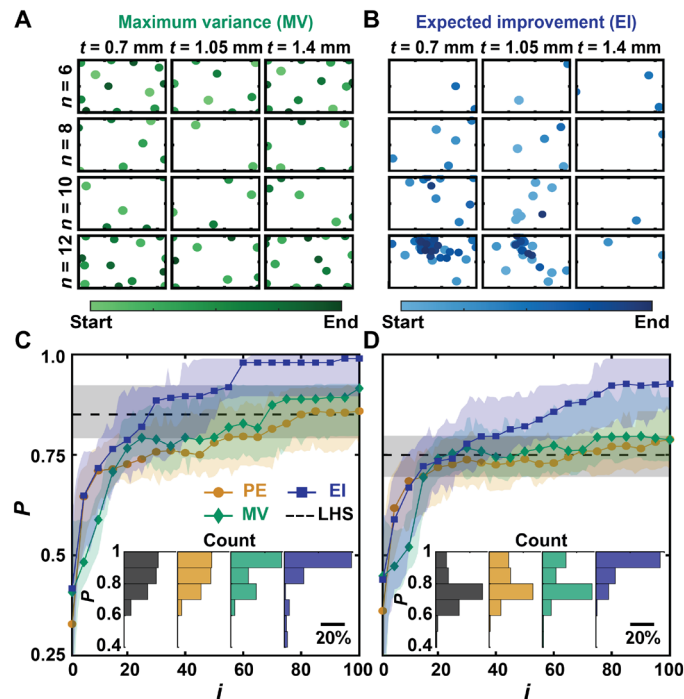 A Maximum variance (MV)
t = 0.7 mm t = 1.05 mm t = 1.4 mm
n = 6
n = 8
n = 10
n = 12
Start End
B Expected improvement (EI)
t = 0.7 mm t = 1.05 mm t = 1.4 mm
Start End
C
1.0
0.75
0.5
0.25
P
PE EI
MV LHS
Count
1
0.8
0.6
0.4
P
20%
0 20 40 60 80 100
i
D
Count
1
0.8
0.6
0.4
P
20%
0 20 40 60 80 100
i